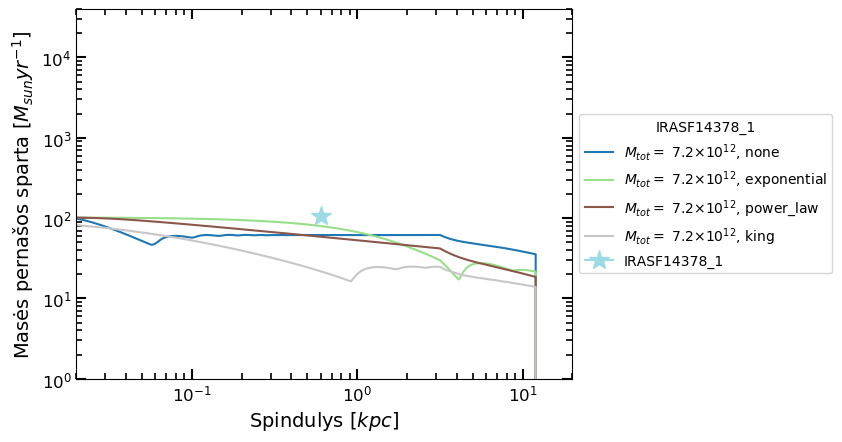 Masės pernašos sparta [$M_{sun}yr^{-1}$]
$10^4$
$10^3$
$10^2$
$10^1$
$10^0$
$10^{-1}$ $10^0$ $10^1$
Spindulys [$kpc$]
IRASF14378_1
$M_{tot}$ = 7.2×$10^{12}$, none
$M_{tot}$ = 7.2×$10^{12}$, exponential
$M_{tot}$ = 7.2×$10^{12}$, power_law
$M_{tot}$ = 7.2×$10^{12}$, king
IRASF14378_1